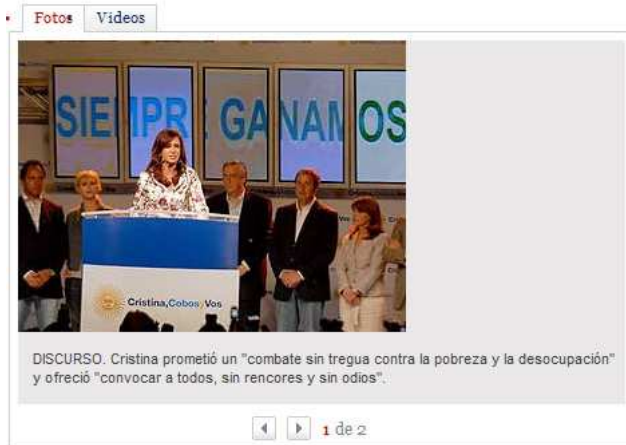 Fotos Videos
SIEMPRE GANAMOS
Cristina, Cobos y Vos
DISCURSO. Cristina prometió un "combate sin tregua contra la pobreza y la desocupación"
y ofreció "convocar a todos, sin rencores y sin odios".
1 de 2